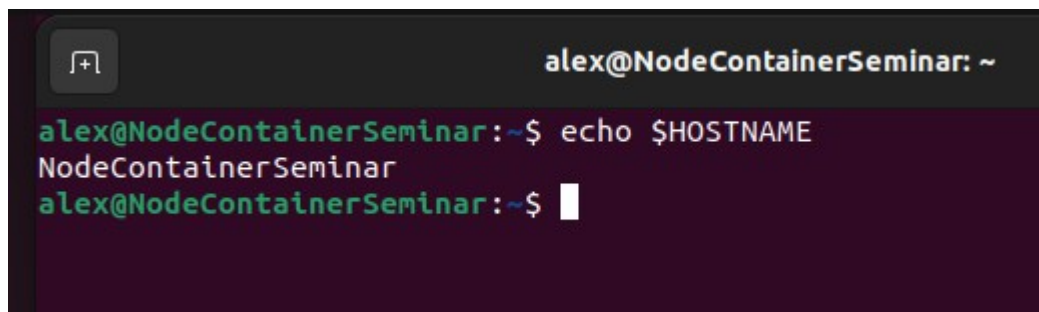 alex@NodeContainerSeminar: ~
alex@NodeContainerSeminar:~$ echo $HOSTNAME
NodeContainerSeminar
alex@NodeContainerSeminar:~$